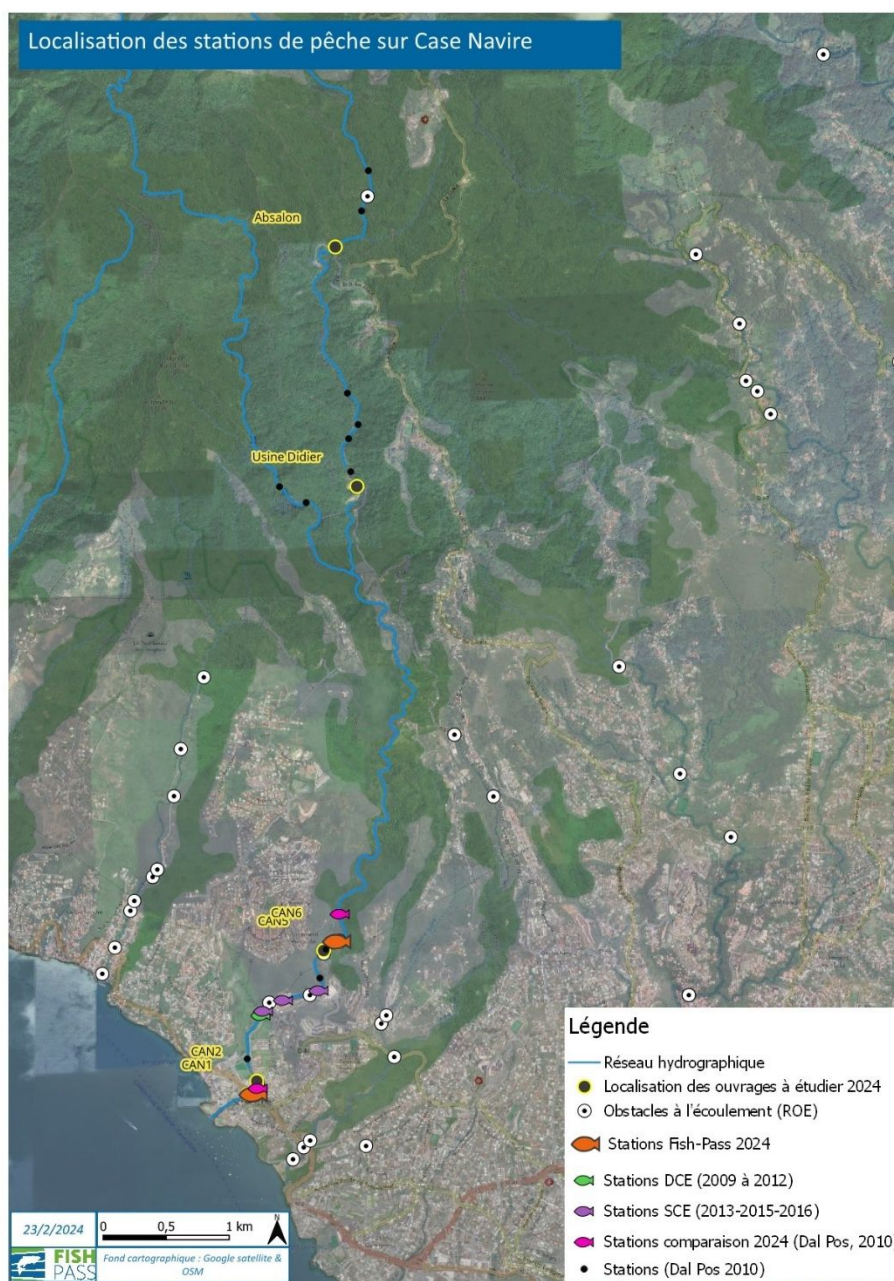 Localisation des stations de pêche sur Case Navire
Absalon
Usine Didier
CAN6
CAN5
CAN2
CAN1
Légende
Réseau hydrographique
Localisation des ouvrages à étudier 2024
Obstacles à l'écoulement (ROE)
Stations Fish-Pass 2024
Stations DCE (2009 à 2012)
Stations SCE (2013-2015-2016)
Stations comparaison 2024 (Dal Pos, 2010
Stations (Dal Pos 2010)
23/2/2024
0 0,5 1 km
N
FISH
PASS
Fond cartographique : Google satellite &
OSM